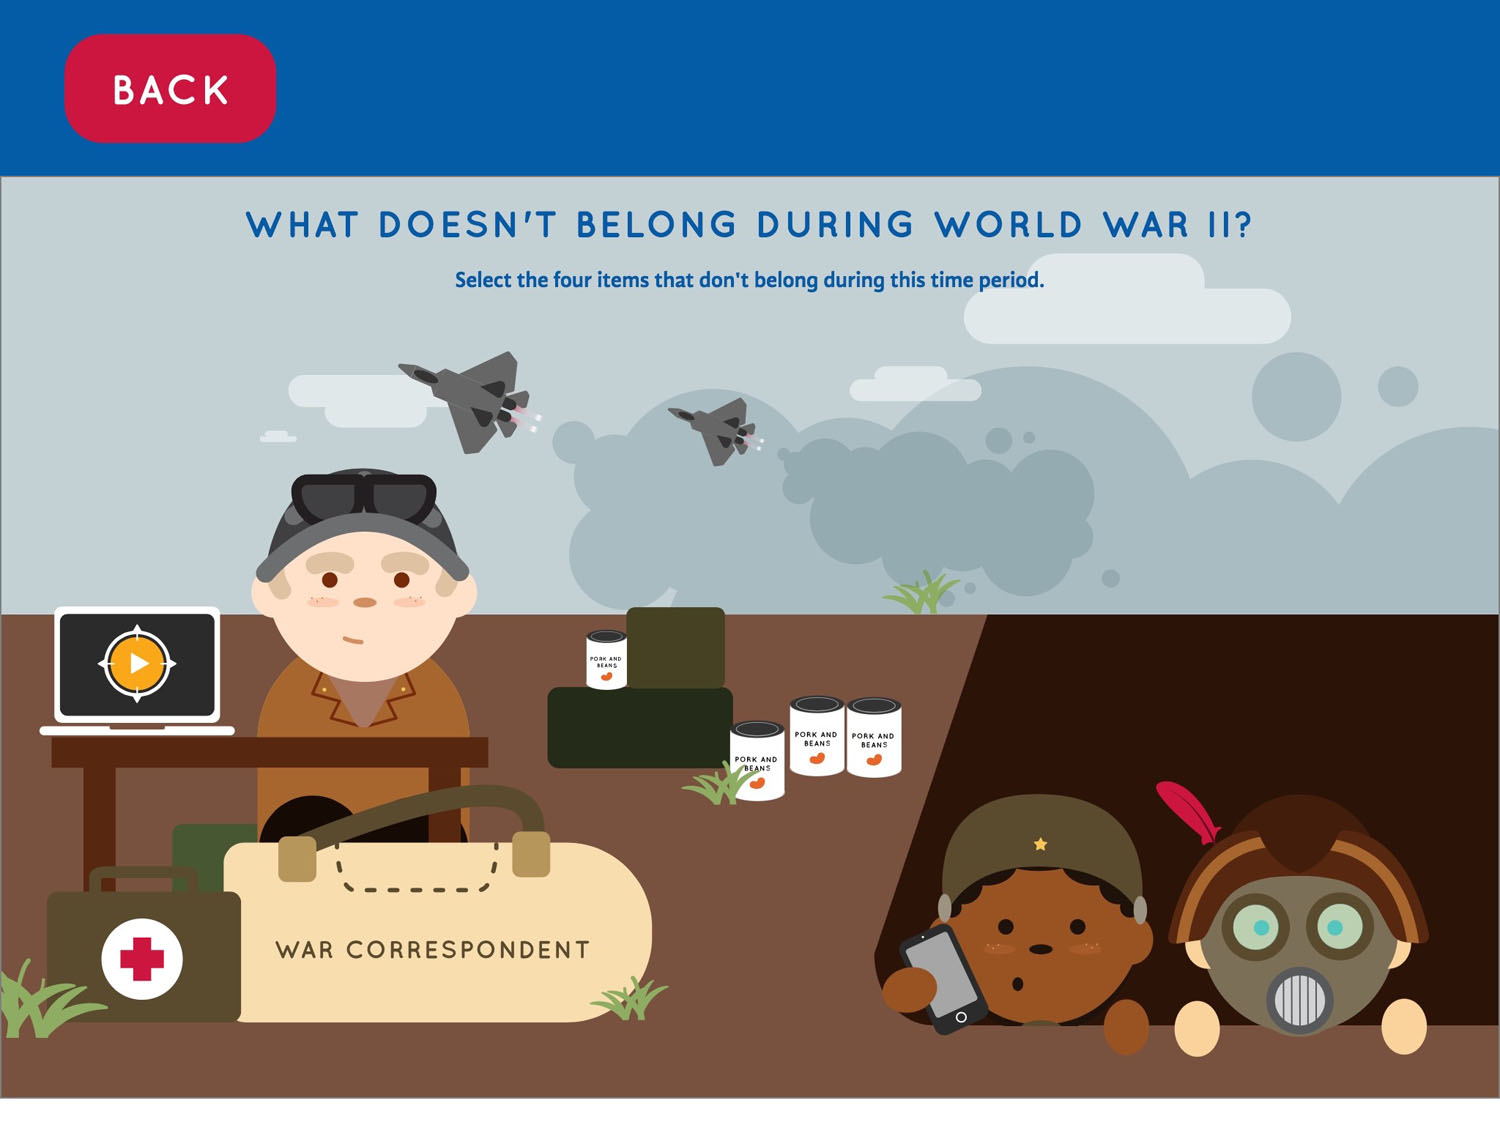 BACK
WHAT DOESN'T BELONG DURING WORLD WAR II?
Select the four items that don't belong during this time period.
PORK AND
BEANS
PORK AND
BEANS
PORK AND
BEANS
PORK AND
BEANS
WAR CORRESPONDENT